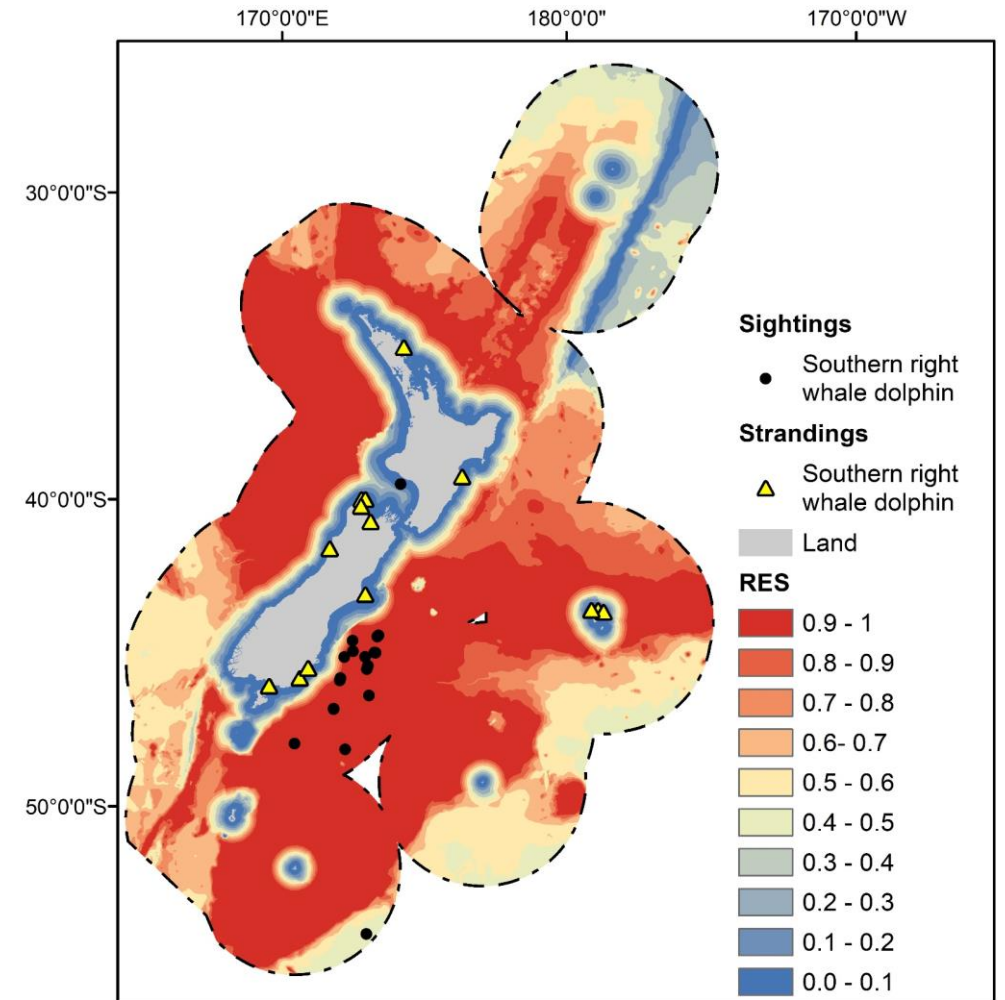 170°0'0"E
180°0'0"
170°0'0"W
30°0'0"S
40°0'0"S
50°0'0"S
Sightings
Southern right
whale dolphin
Strandings
Southern right
whale dolphin
Land
RES
0.9 - 1
0.8 - 0.9
0.7 - 0.8
0.6- 0.7
0.5 - 0.6
0.4 - 0.5
0.3 - 0.4
0.2 - 0.3
0.1 - 0.2
0.0 - 0.1